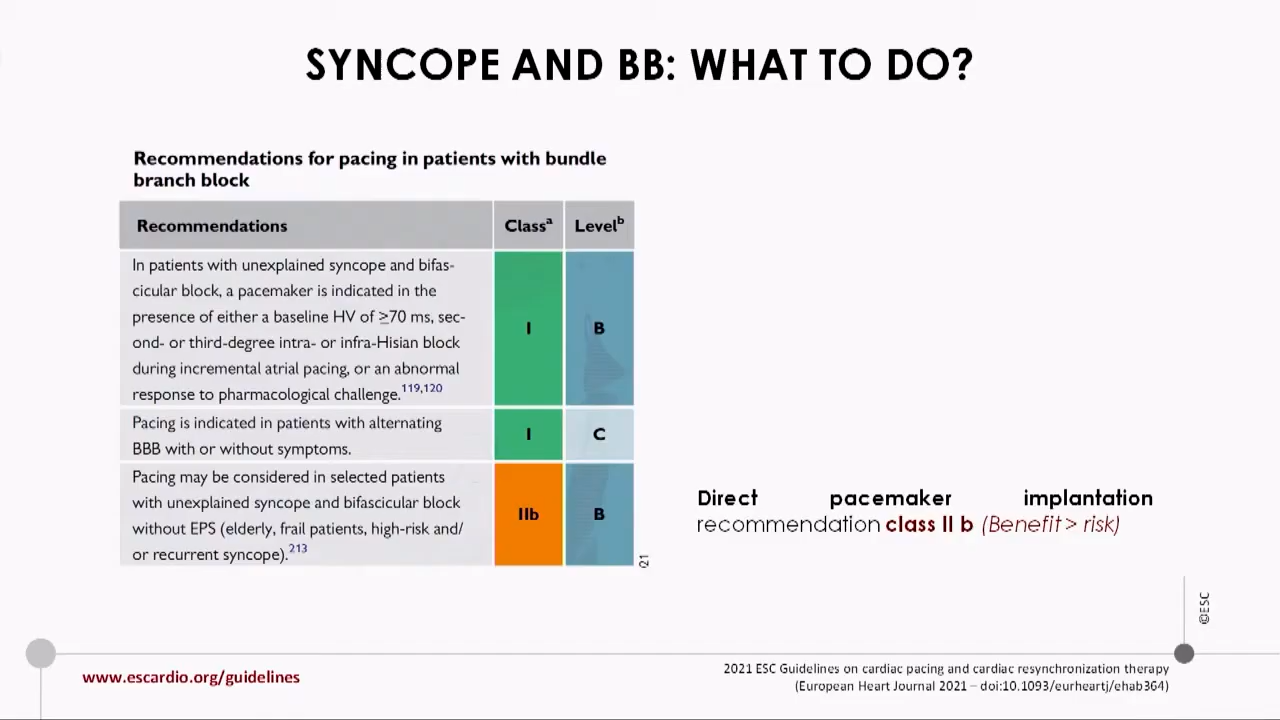 SYNCOPE AND BB: WHAT TO DO?
Recommendations for pacing in patients with bundle
branch block
Recommendations Classᵃ Levelᵇ
In patients with unexplained syncope and bifas-
cicular block, a pacemaker is indicated in the
presence of either a baseline HV of ≥70 ms, sec-
ond- or third-degree intra- or infra-Hisian block
during incremental atrial pacing, or an abnormal
response to pharmacological challenge.¹¹⁹,¹²⁰
I B
Pacing is indicated in patients with alternating
BBB with or without symptoms.
I C
Pacing may be considered in selected patients
with unexplained syncope and bifascicular block
without EPS (elderly, frail patients, high-risk and/
or recurrent syncope).²¹³
IIb B
21
Direct pacemaker implantation
recommendation class II b (Benefit > risk)
©ESC
www.escardio.org/guidelines
2021 ESC Guidelines on cardiac pacing and cardiac resynchronization therapy
(European Heart Journal 2021 – doi:10.1093/eurheartj/ehab364)